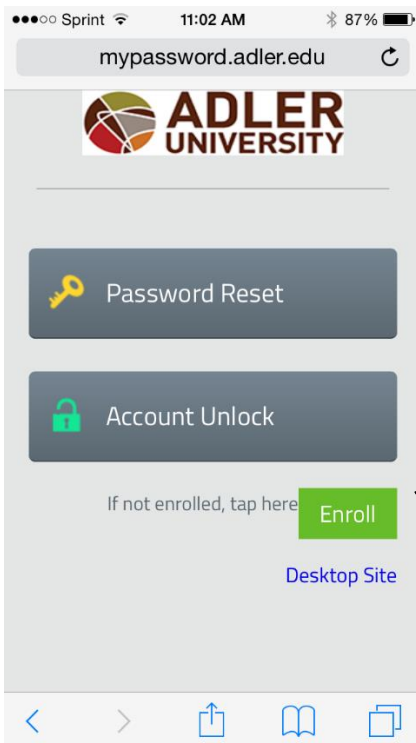 Sprint 11:02 AM 87%
mypassword.adler.edu
ADLER
UNIVERSITY
Password Reset
Account Unlock
If not enrolled, tap here Enroll
Desktop Site